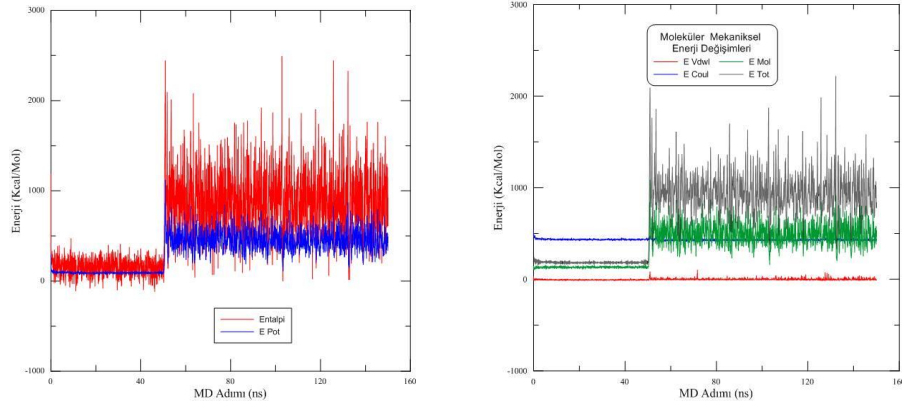 3000
2000
1000
0
-1000
Enerji (Kcal/Mol)
Entalpi
E Pot
0 40 80 120 160
MD Adımı (ns)
3000
2000
1000
0
-1000
Enerji (Kcal/Mol)
Moleküler Mekaniksel
Enerji Değişimleri
E Vdwl E Mol
E Coul E Tot
0 40 80 120 160
MD Adımı (ns)